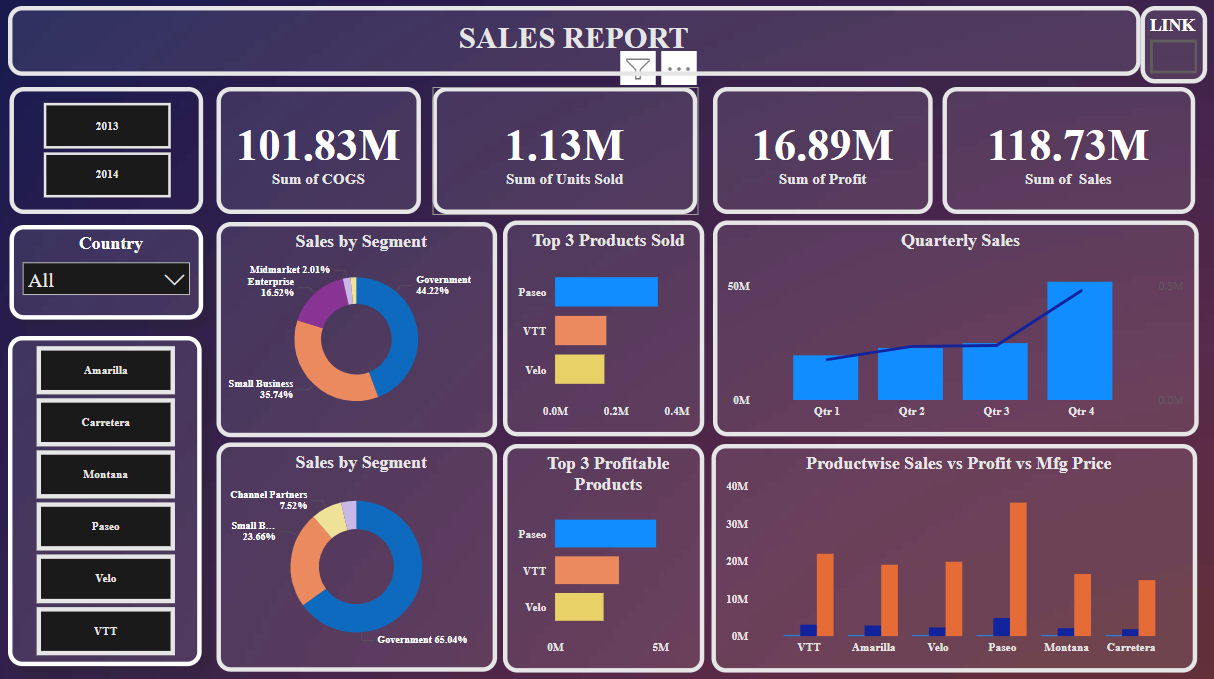 SALES REPORT
LINK
2013
2014
101.83M
Sum of COGS
1.13M
Sum of Units Sold
16.89M
Sum of Profit
118.73M
Sum of Sales
Country
All
Amarilla
Carretera
Montana
Paseo
Velo
VTT
Sales by Segment
Midmarket 2.01%
Enterprise
16.52%
Government
44.22%
Small Business
35.74%
Top 3 Products Sold
Paseo
VTT
Velo
0.0M 0.2M 0.4M
Quarterly Sales
50M
0M
0.5M
0.0M
Qtr 1 Qtr 2 Qtr 3 Qtr 4
Sales by Segment
Channel Partners
7.52%
Small B...
23.66%
Government 65.04%
Top 3 Profitable
Products
Paseo
VTT
Velo
0M 5M
Productwise Sales vs Profit vs Mfg Price
40M
30M
20M
10M
0M
VTT Amarilla Velo Paseo Montana Carretera